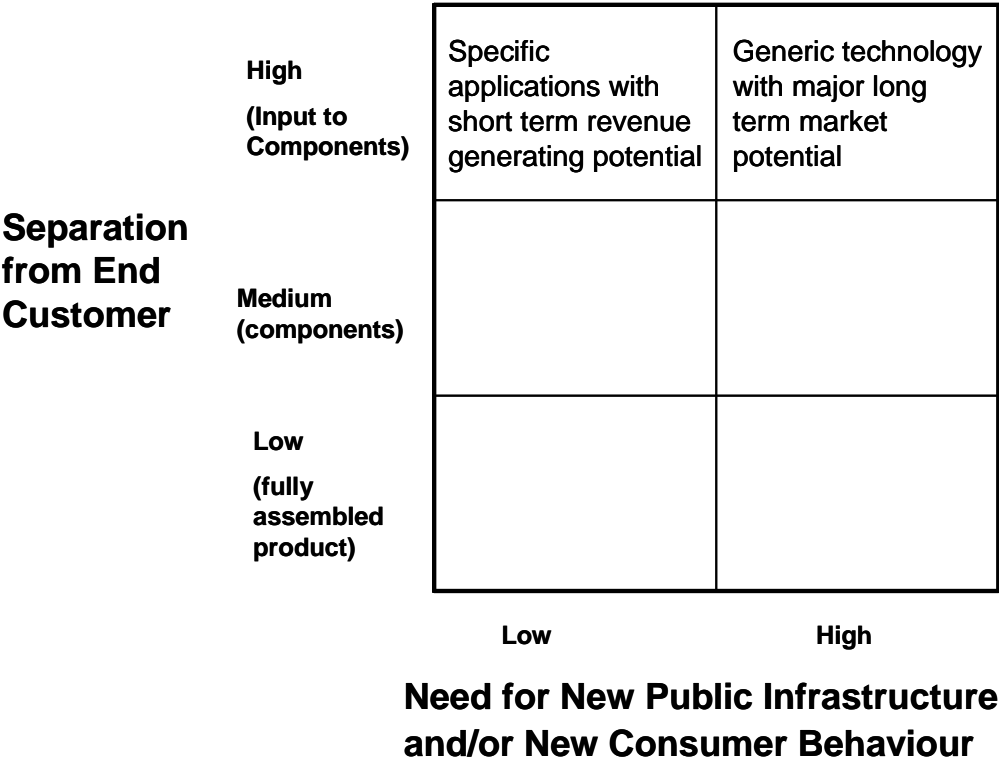 High
(Input to
Components)
Specific
applications with
short term revenue
generating potential
Generic technology
with major long
term market
potential
Separation
from End
Customer
Medium
(components)
Low
(fully
assembled
product)
Low
High
Need for New Public Infrastructure
and/or New Consumer Behaviour